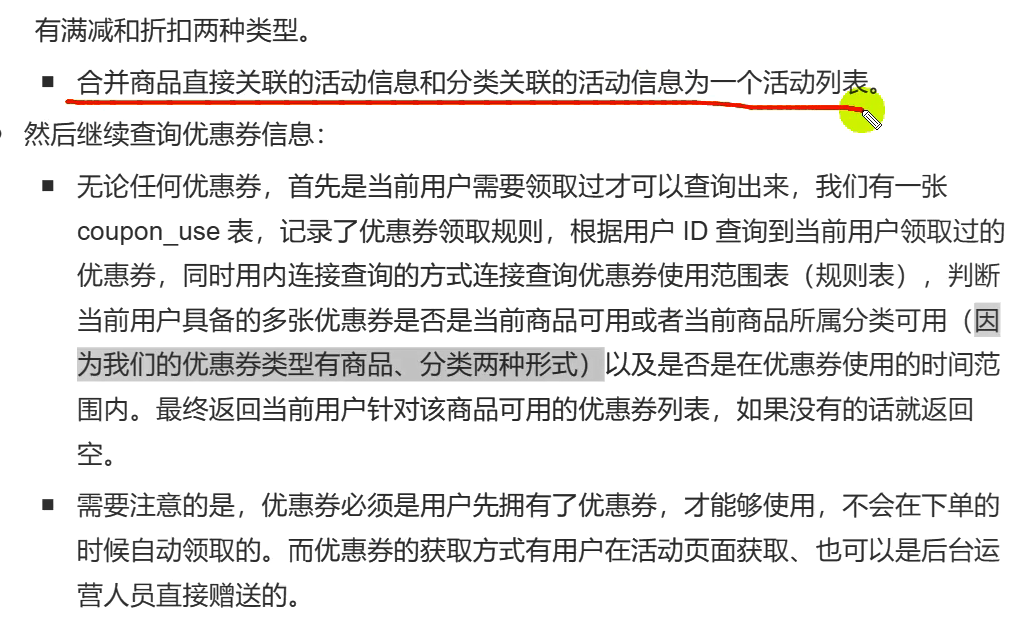 有满减和折扣两种类型。
合并商品直接关联的活动信息和分类关联的活动信息为一个活动列表。
然后继续查询优惠券信息：
无论任何优惠券，首先是当前用户需要领取过才可以查询出来，我们有一张
coupon_use 表，记录了优惠券领取规则，根据用户 ID 查询到当前用户领取过的
优惠券，同时用内连接查询的方式连接查询优惠券使用范围表（规则表），判断
当前用户具备的多张优惠券是否是当前商品可用或者当前商品所属分类可用（因
为我们的优惠券类型有商品、分类两种形式）以及是否是在优惠券使用的时间范
围内。最终返回当前用户针对该商品可用的优惠券列表，如果没有的话就返回
空。
需要注意的是，优惠券必须是用户先拥有了优惠券，才能够使用，不会在下单的
时候自动领取的。而优惠券的获取方式有用户在活动页面获取、也可以是后台运
营人员直接赠送的。